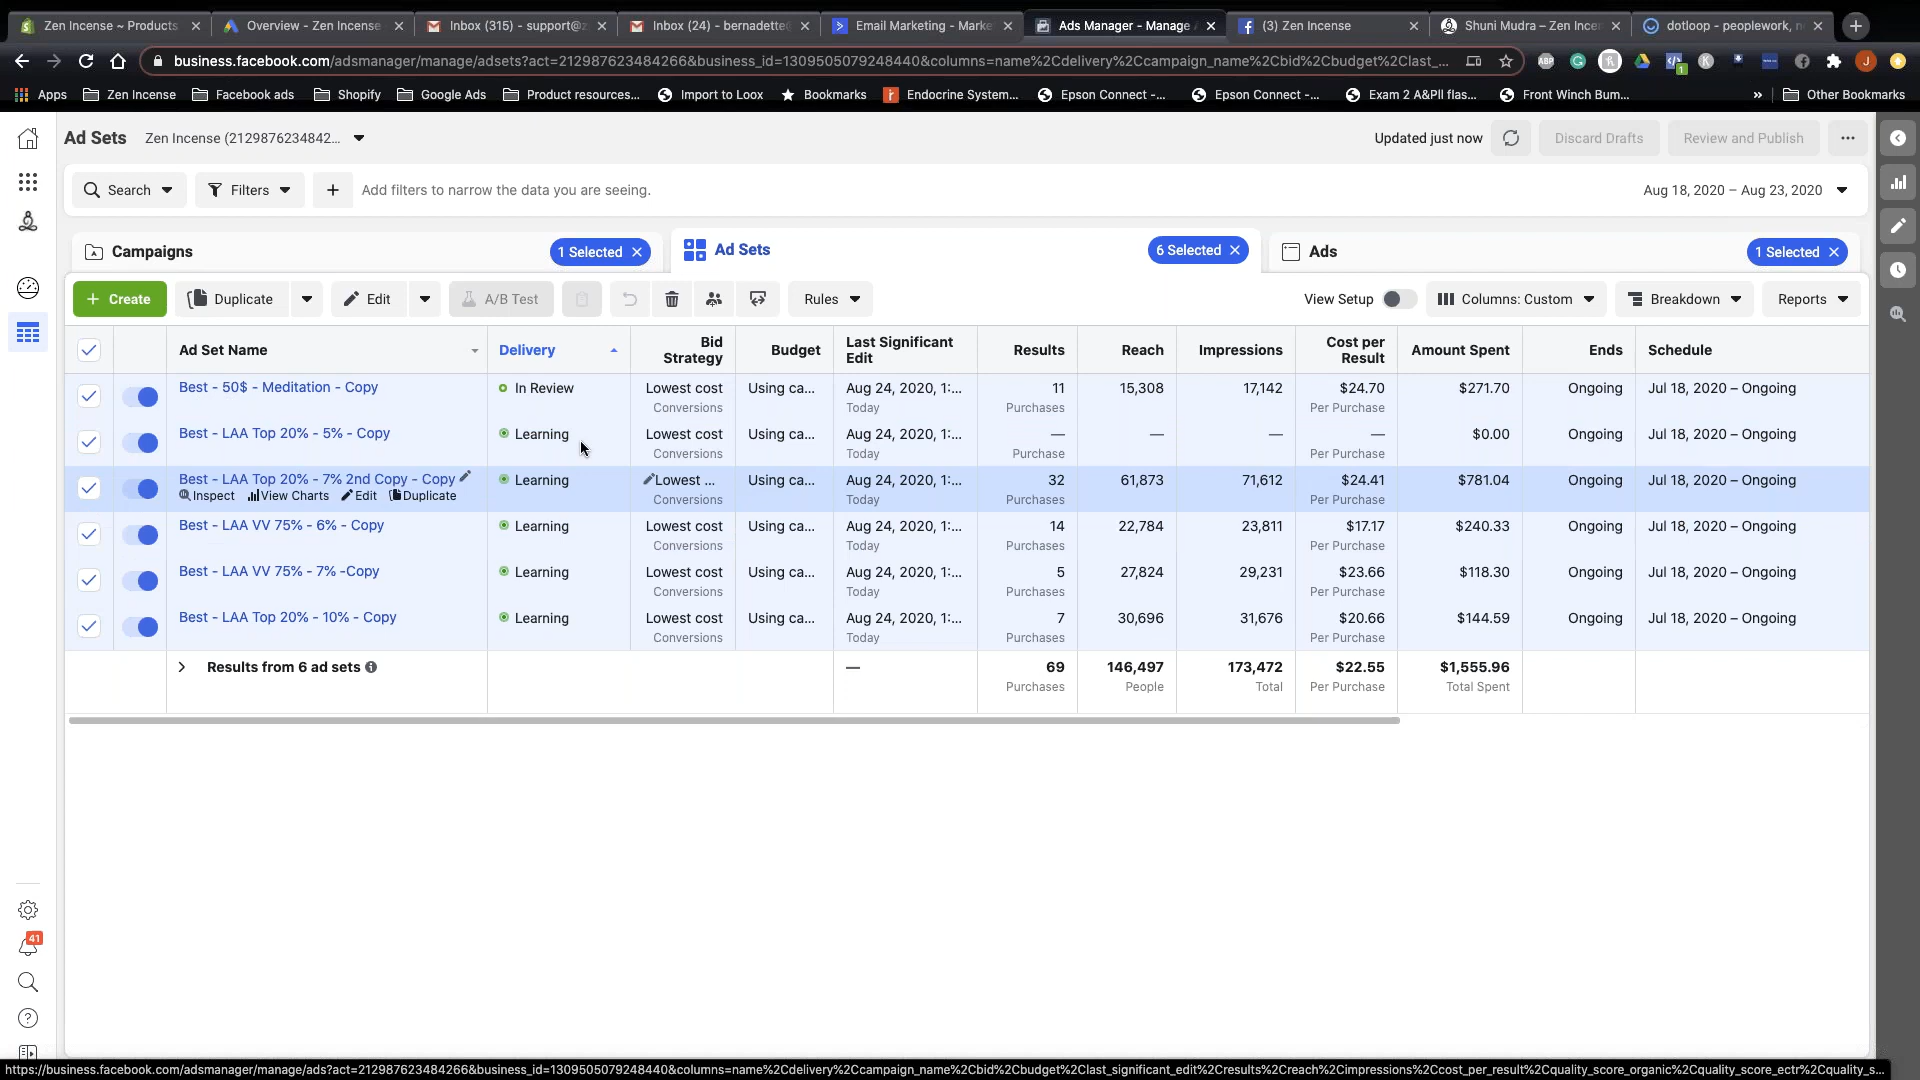 Zen Incense ~ Products
Overview - Zen Incense
Inbox (315) - support@z
Inbox (24) - bernadette
Email Marketing - Marke
Ads Manager - Manage
(3) Zen Incense
Shuni Mudra – Zen Incen
dotloop - peoplework, n
business.facebook.com/adsmanager/manage/adsets?act=212987623484266&business_id=1309505079248440&columns=name%2Cdelivery%2Ccampaign_name%2Cbid%2Cbudget%2Clast_...
Apps
Zen Incense
Facebook ads
Shopify
Google Ads
Product resources...
Import to Loox
Bookmarks
Endocrine System...
Epson Connect -...
Epson Connect -...
Exam 2 A&PII flas...
Front Winch Bum...
Other Bookmarks
Ad Sets
Zen Incense (2129876234842...
Updated just now
Discard Drafts
Review and Publish
Search
Filters
Add filters to narrow the data you are seeing.
Aug 18, 2020 – Aug 23, 2020
Campaigns
1 Selected
Ad Sets
6 Selected
Ads
1 Selected
+ Create
Duplicate
Edit
A/B Test
Rules
View Setup
Columns: Custom
Breakdown
Reports
Ad Set Name
Delivery
Bid Strategy
Budget
Last Significant Edit
Results
Reach
Impressions
Cost per Result
Amount Spent
Ends
Schedule
Best - 50$ - Meditation - Copy In Review Lowest cost Using ca... Aug 24, 2020, 1:... 11 15,308 17,142 $24.70 $271.70 Ongoing Jul 18, 2020 – Ongoing
Conversions Today Purchases Per Purchase
Best - LAA Top 20% - 5% - Copy Learning Lowest cost Using ca... Aug 24, 2020, 1:... — — — — $0.00 Ongoing Jul 18, 2020 – Ongoing
Conversions Today Purchase Per Purchase
Best - LAA Top 20% - 7% 2nd Copy - Copy Learning Lowest ... Using ca... Aug 24, 2020, 1:... 32 61,873 71,612 $24.41 $781.04 Ongoing Jul 18, 2020 – Ongoing
Inspect View Charts Edit Duplicate Conversions Today Purchases Per Purchase
Best - LAA VV 75% - 6% - Copy Learning Lowest cost Using ca... Aug 24, 2020, 1:... 14 22,784 23,811 $17.17 $240.33 Ongoing Jul 18, 2020 – Ongoing
Conversions Today Purchases Per Purchase
Best - LAA VV 75% - 7% -Copy Learning Lowest cost Using ca... Aug 24, 2020, 1:... 5 27,824 29,231 $23.66 $118.30 Ongoing Jul 18, 2020 – Ongoing
Conversions Today Purchases Per Purchase
Best - LAA Top 20% - 10% - Copy Learning Lowest cost Using ca... Aug 24, 2020, 1:... 7 30,696 31,676 $20.66 $144.59 Ongoing Jul 18, 2020 – Ongoing
Conversions Today Purchases Per Purchase
Results from 6 ad sets — 69 146,497 173,472 $22.55 $1,555.96
Purchases People Total Per Purchase Total Spent
41
https://business.facebook.com/adsmanager/manage/ads?act=212987623484266&business_id=1309505079248440&columns=name%2Cdelivery%2Ccampaign_name%2Cbid%2Cbudget%2Clast_significant_edit%2Cresults%2Creach%2Cimpressions%2Ccost_per_result%2Cquality_score_organic%2Cquality_score_ectr%2Cquality_s...